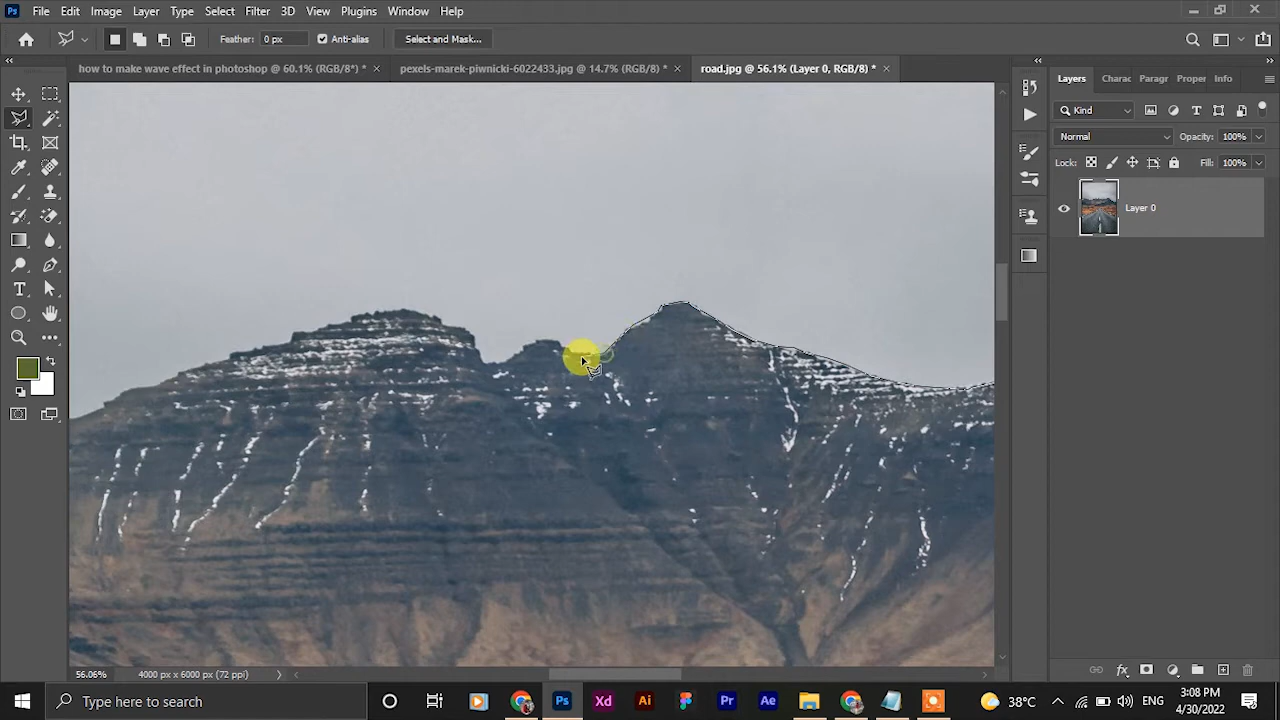 Ps File Edit Image Layer Type Select Filter 3D View Plugins Window Help
Feather: 0 px Anti-alias Select and Mask...
how to make wave effect in photoshop @ 60.1% (RGB/8*) * pexels-marek-piwnicki-6022433.jpg @ 14.7% (RGB/8) * road.jpg @ 56.1% (Layer 0, RGB/8) *
Layers Charac Paragr Proper Info
Kind
Normal Opacity: 100%
Lock: Fill: 100%
Layer 0
56.06% 4000 px x 6000 px (72 ppi)
Type here to search Ps Xd Ai Pr Ae 38°C ENG 3:08 PM
4/30/2022